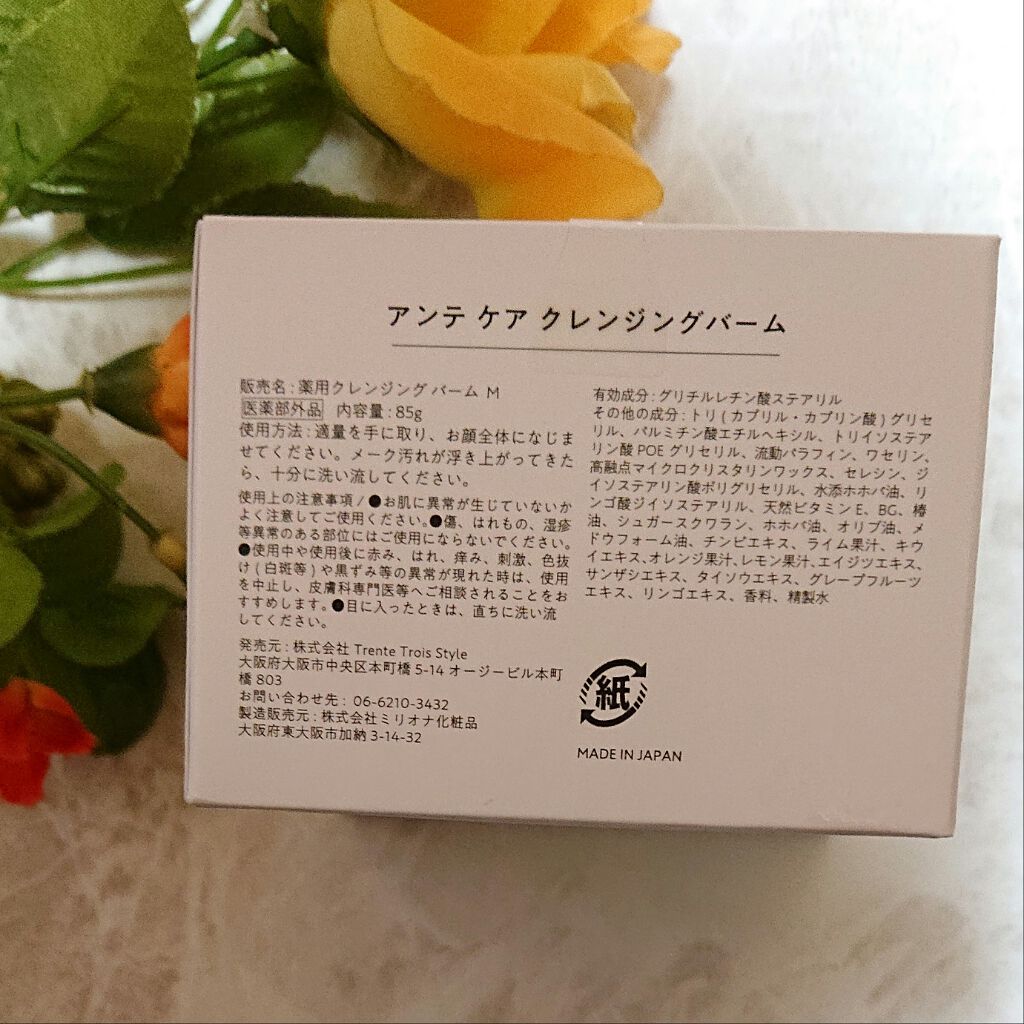 アンテ ケア クレンジングバーム
販売名 : 薬用クレンジング バーム M
医薬部外品 内容量 : 85g
使用方法 : 適量を手に取り、お顔全体になじま
せてください。メーク汚れが浮き上がってきた
ら、十分に洗い流してください。
使用上の注意事項 / ●お肌に異常が生じていないか
よく注意してご使用ください。●傷、はれもの、湿疹
等異常のある部位にはご使用にならないでください。
●使用中や使用後に赤み、はれ、痒み、刺激、色抜
け ( 白斑等 ) や黒ずみ等の異常が現れた時は、使用
を中止し、皮膚科専門医等へご相談されることをお
すすめします。●目に入ったときは、直ちに洗い流
してください。
発売元 : 株式会社 Trente Trois Style
大阪府大阪市中央区本町橋 5-14 オージービル本町
橋 803
お問い合わせ先 : 06-6210-3432
製造販売元 : 株式会社ミリオナ化粧品
大阪府東大阪市加納 3-14-32
有効成分 : グリチルレチン酸ステアリル
その他の成分 : トリ ( カプリル・カプリン酸 ) グリセ
リル、パルミチン酸エチルヘキシル、トリイソステア
リン酸 POE グリセリル、流動パラフィン、ワセリン、
高融点マイクロクリスタリンワックス、セレシン、ジ
イソステアリン酸ポリグリセリル、水添ホホバ油、リ
ンゴ酸ジイソステアリル、天然ビタミン E、BG、椿
油、シュガースクワラン、ホホバ油、オリブ油、メ
ドウフォーム油、チンピエキス、ライム果汁、キウ
イエキス、オレンジ果汁、レモン果汁、エイジツエキス、
サンザシエキス、タイソウエキス、グレープフルーツ
エキス、リンゴエキス、香料、精製水
紙
MADE IN JAPAN